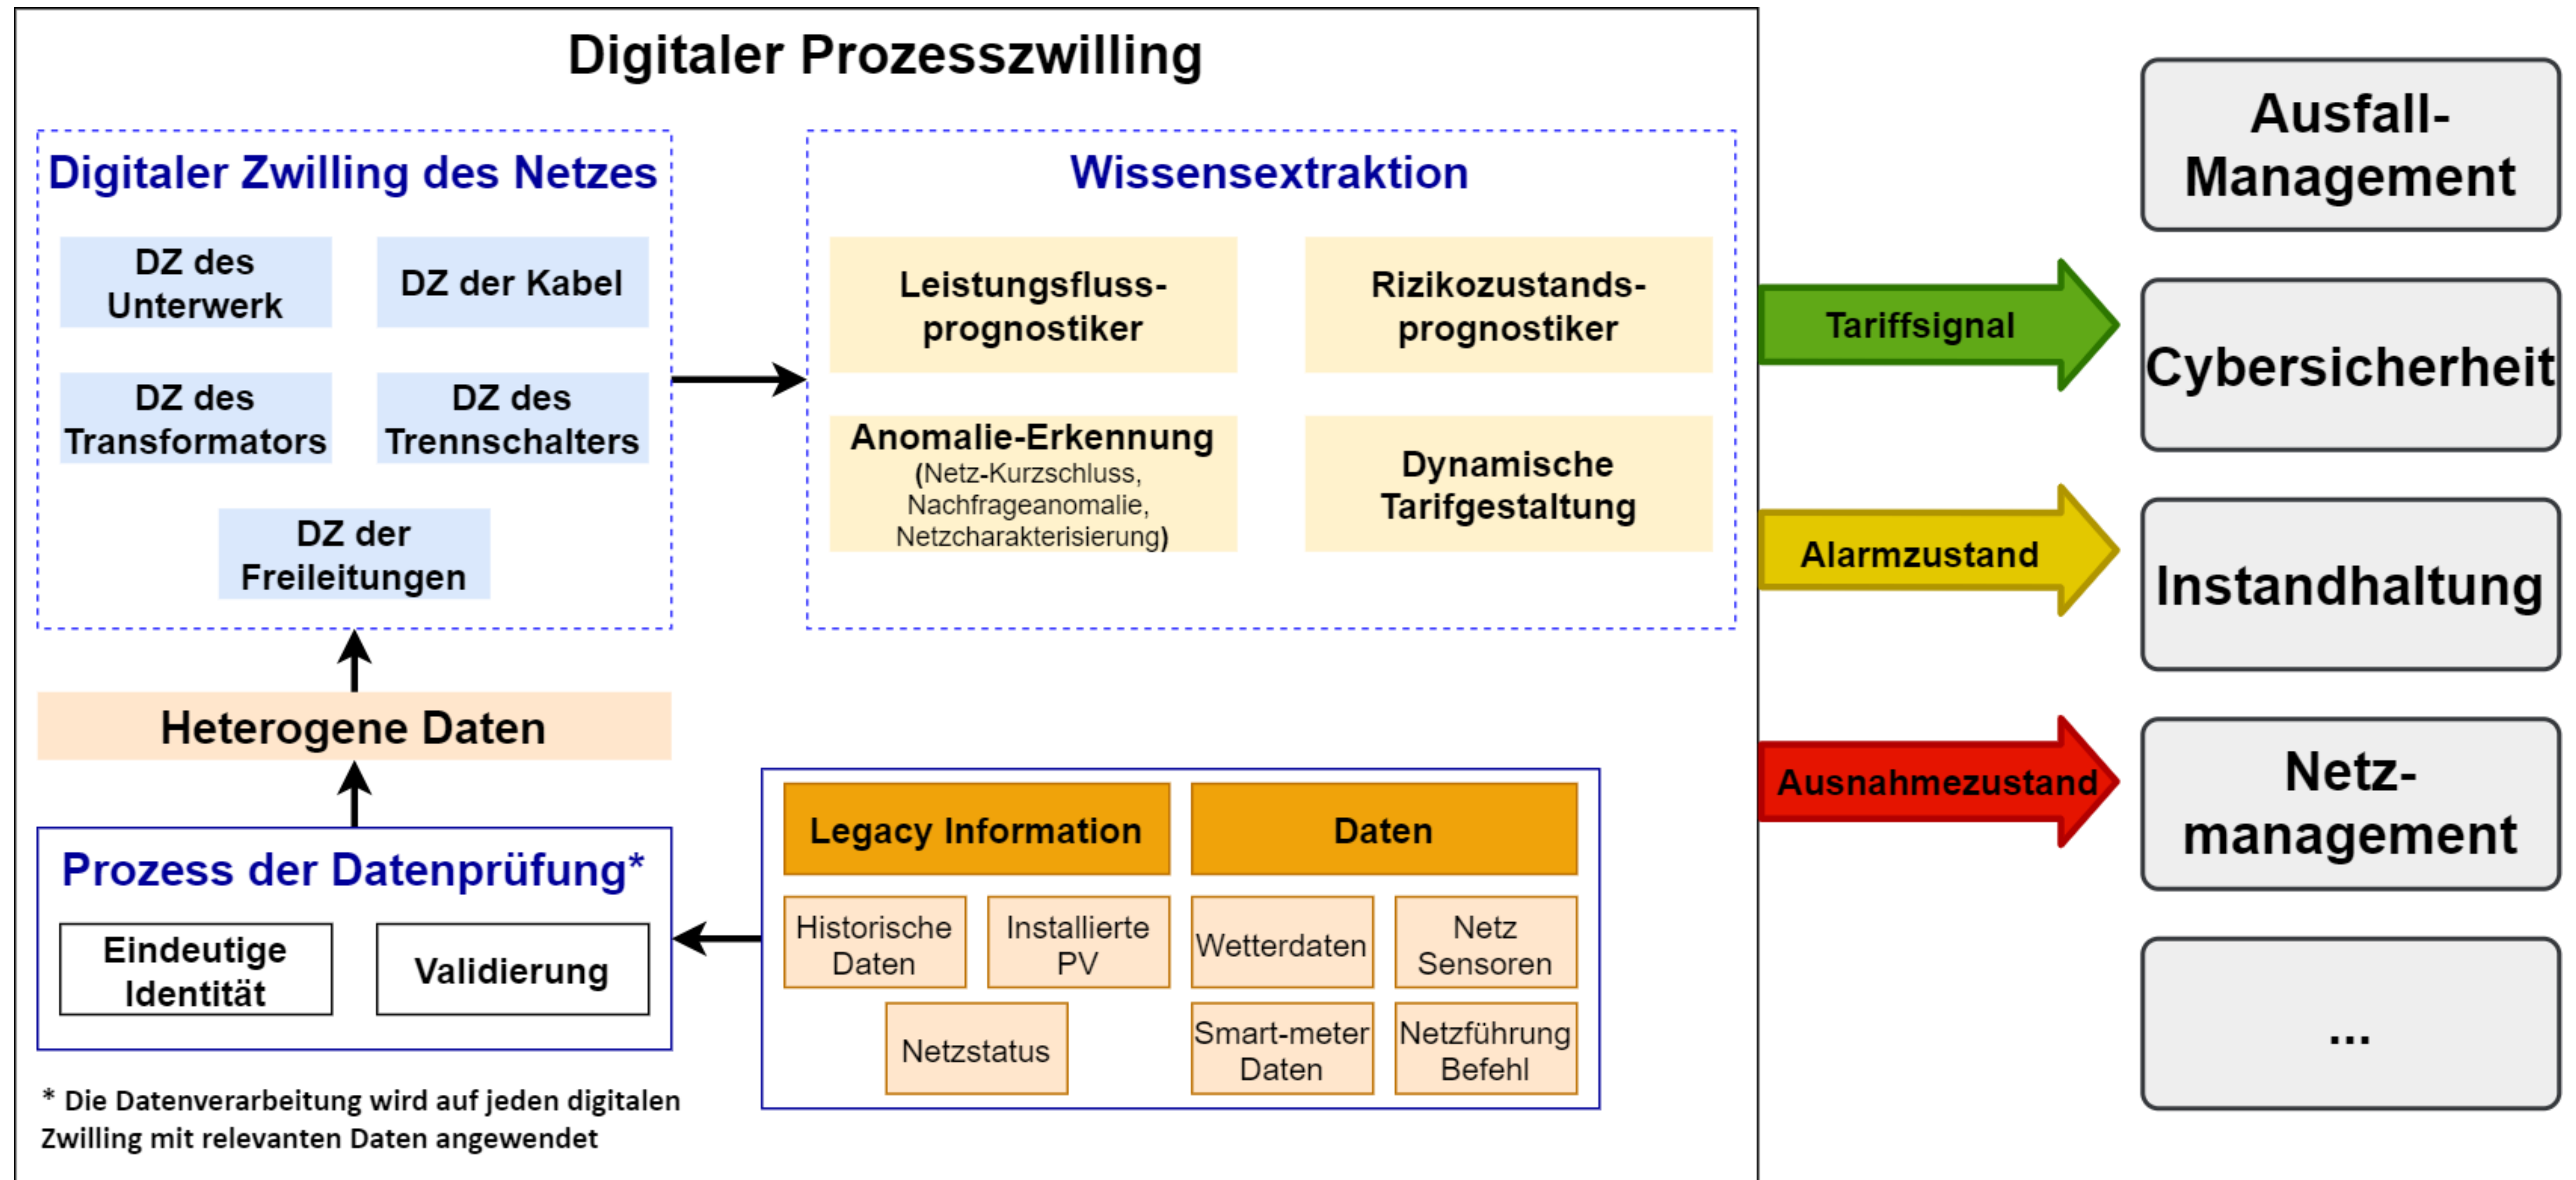 Digitaler Prozesszwilling
Digitaler Zwilling des Netzes
DZ des
Unterwerk
DZ der Kabel
DZ des
Transformators
DZ des
Trennschalters
DZ der
Freileitungen
Wissensextraktion
Leistungsfluss-
prognostiker
Rizikozustands-
prognostiker
Anomalie-Erkennung
(Netz-Kurzschluss,
Nachfrageanomalie,
Netzcharakterisierung)
Dynamische
Tarifgestaltung
Heterogene Daten
Prozess der Datenprüfung*
Eindeutige
Identität
Validierung
* Die Datenverarbeitung wird auf jeden digitalen
Zwilling mit relevanten Daten angewendet
Legacy Information
Daten
Historische
Daten
Installierte
PV
Netzstatus
Wetterdaten
Netz
Sensoren
Smart-meter
Daten
Netzführung
Befehl
Tariffsignal
Alarmzustand
Ausnahmezustand
Ausfall-
Management
Cybersicherheit
Instandhaltung
Netz-
management
...